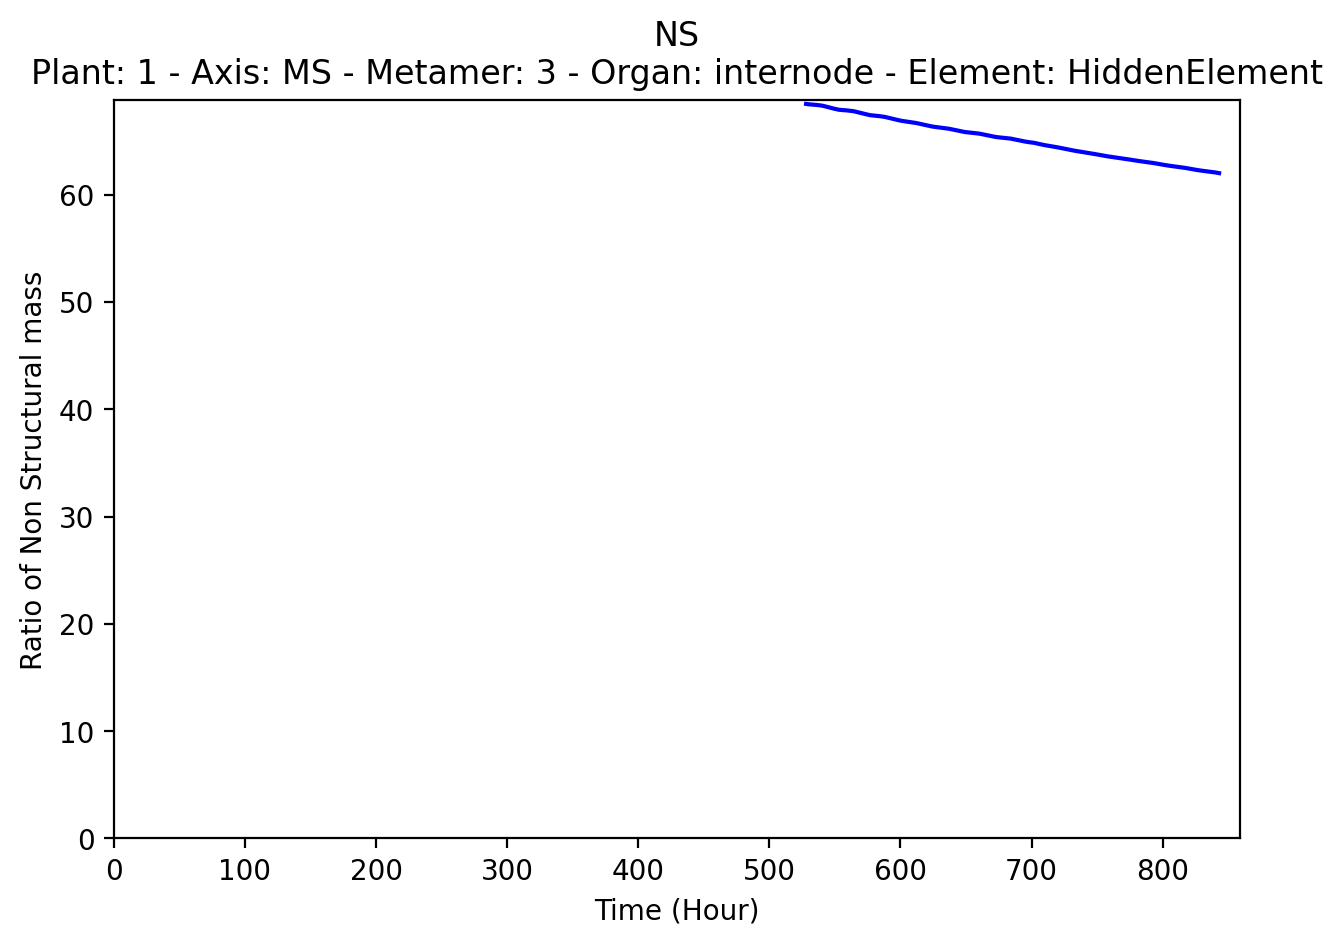 NS
Plant: 1 - Axis: MS - Metamer: 3 - Organ: internode - Element: HiddenElement
Ratio of Non Structural mass
60
50
40
30
20
10
0
0 100 200 300 400 500 600 700 800
Time (Hour)